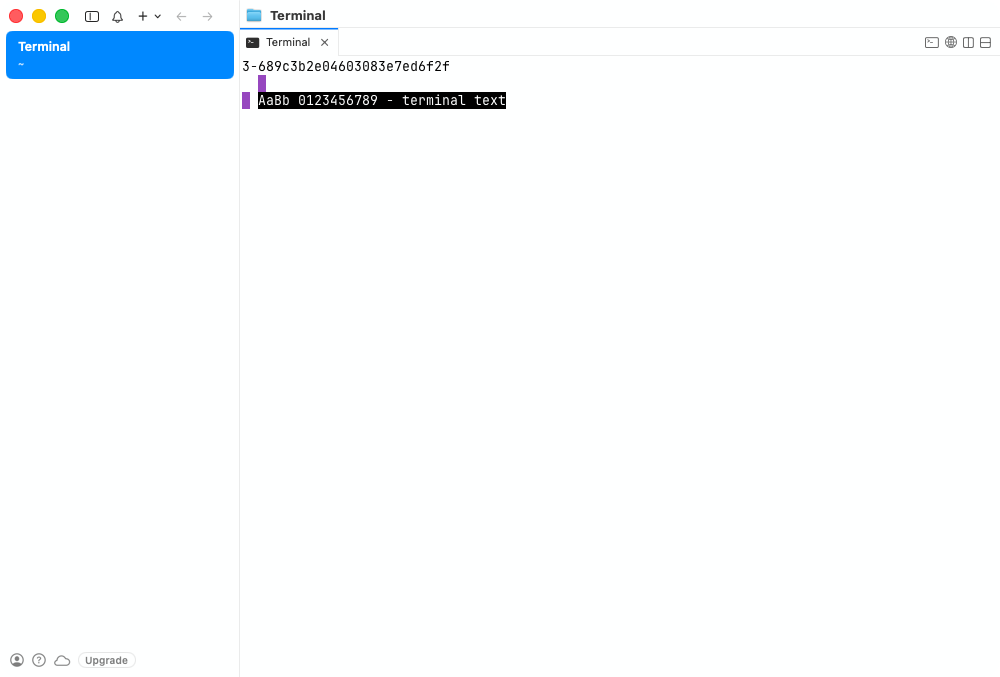 Terminal
Terminal
~
Terminal
3-689c3b2e04603083e7ed6f2f
AaBb 0123456789 - terminal text
Upgrade